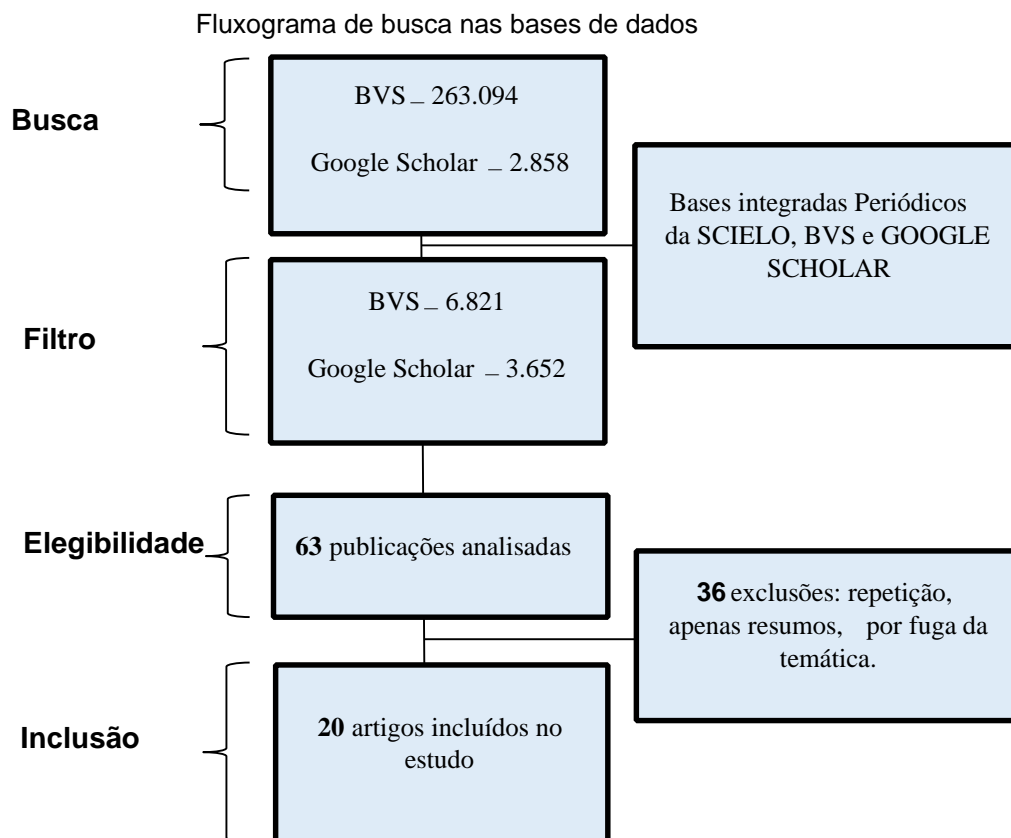 Fluxograma de busca nas bases de dados
Busca
BVS – 263.094
Google Scholar – 2.858
Bases integradas Periódicos
da SCIELO, BVS e GOOGLE
SCHOLAR
Filtro
BVS – 6.821
Google Scholar – 3.652
Elegibilidade
63 publicações analisadas
36 exclusões: repetição,
apenas resumos, por fuga da
temática.
Inclusão
20 artigos incluídos no
estudo